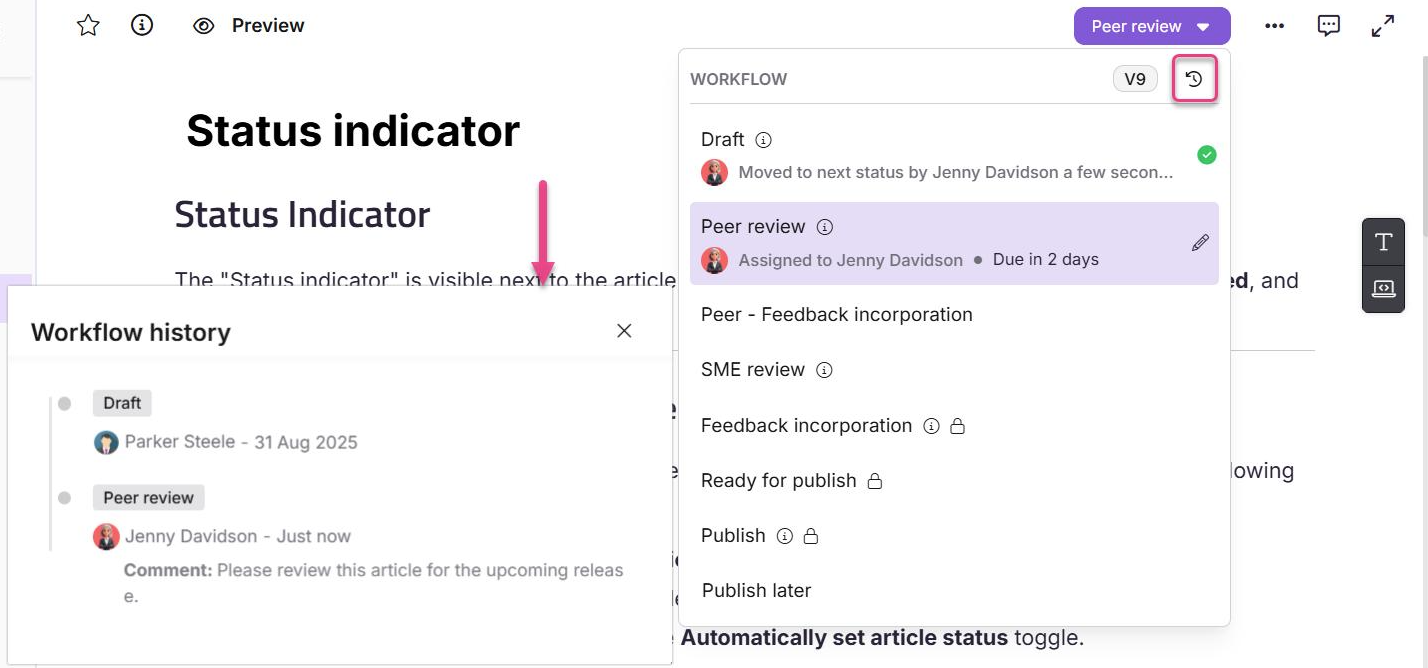 Preview
Peer review
Status indicator
Status Indicator
The "Status indicator" is visible next to the article
ed, and
lowing
Automatically set article status toggle.
WORKFLOW
V9
Draft
Moved to next status by Jenny Davidson a few secon...
Peer review
Assigned to Jenny Davidson • Due in 2 days
Peer - Feedback incorporation
SME review
Feedback incorporation
Ready for publish
Publish
Publish later
Workflow history
Draft
Parker Steele - 31 Aug 2025
Peer review
Jenny Davidson - Just now
Comment: Please review this article for the upcoming releas
e.